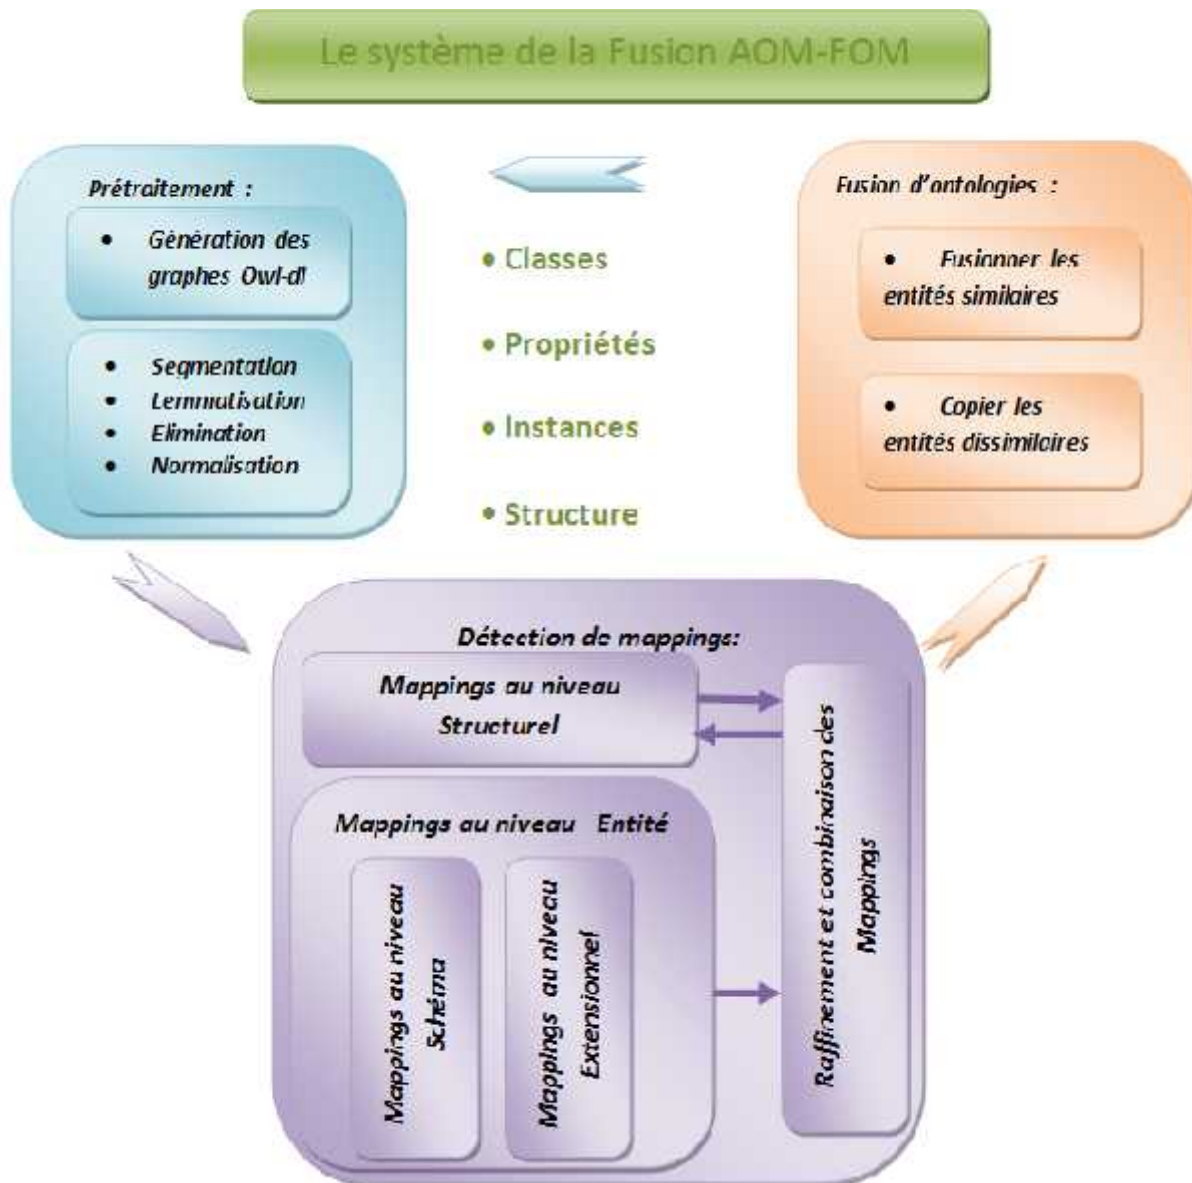 Le système de la Fusion AOM-FOM
Prétraitement :
• Génération des
graphes Owl-dl
• Segmentation
• Lemmatisation
• Elimination
• Normalisation
• Classes
• Propriétés
• Instances
• Structure
Fusion d'ontologies :
• Fusionner les
entités similaires
• Copier les
entités dissimilaires
Détection de mappings:
Mappings au niveau
Structurel
Mappings au niveau Entité
Mappings au niveau
Schéma
Mappings au niveau
Extensionnel
Raffinement et combinaison des
Mappings